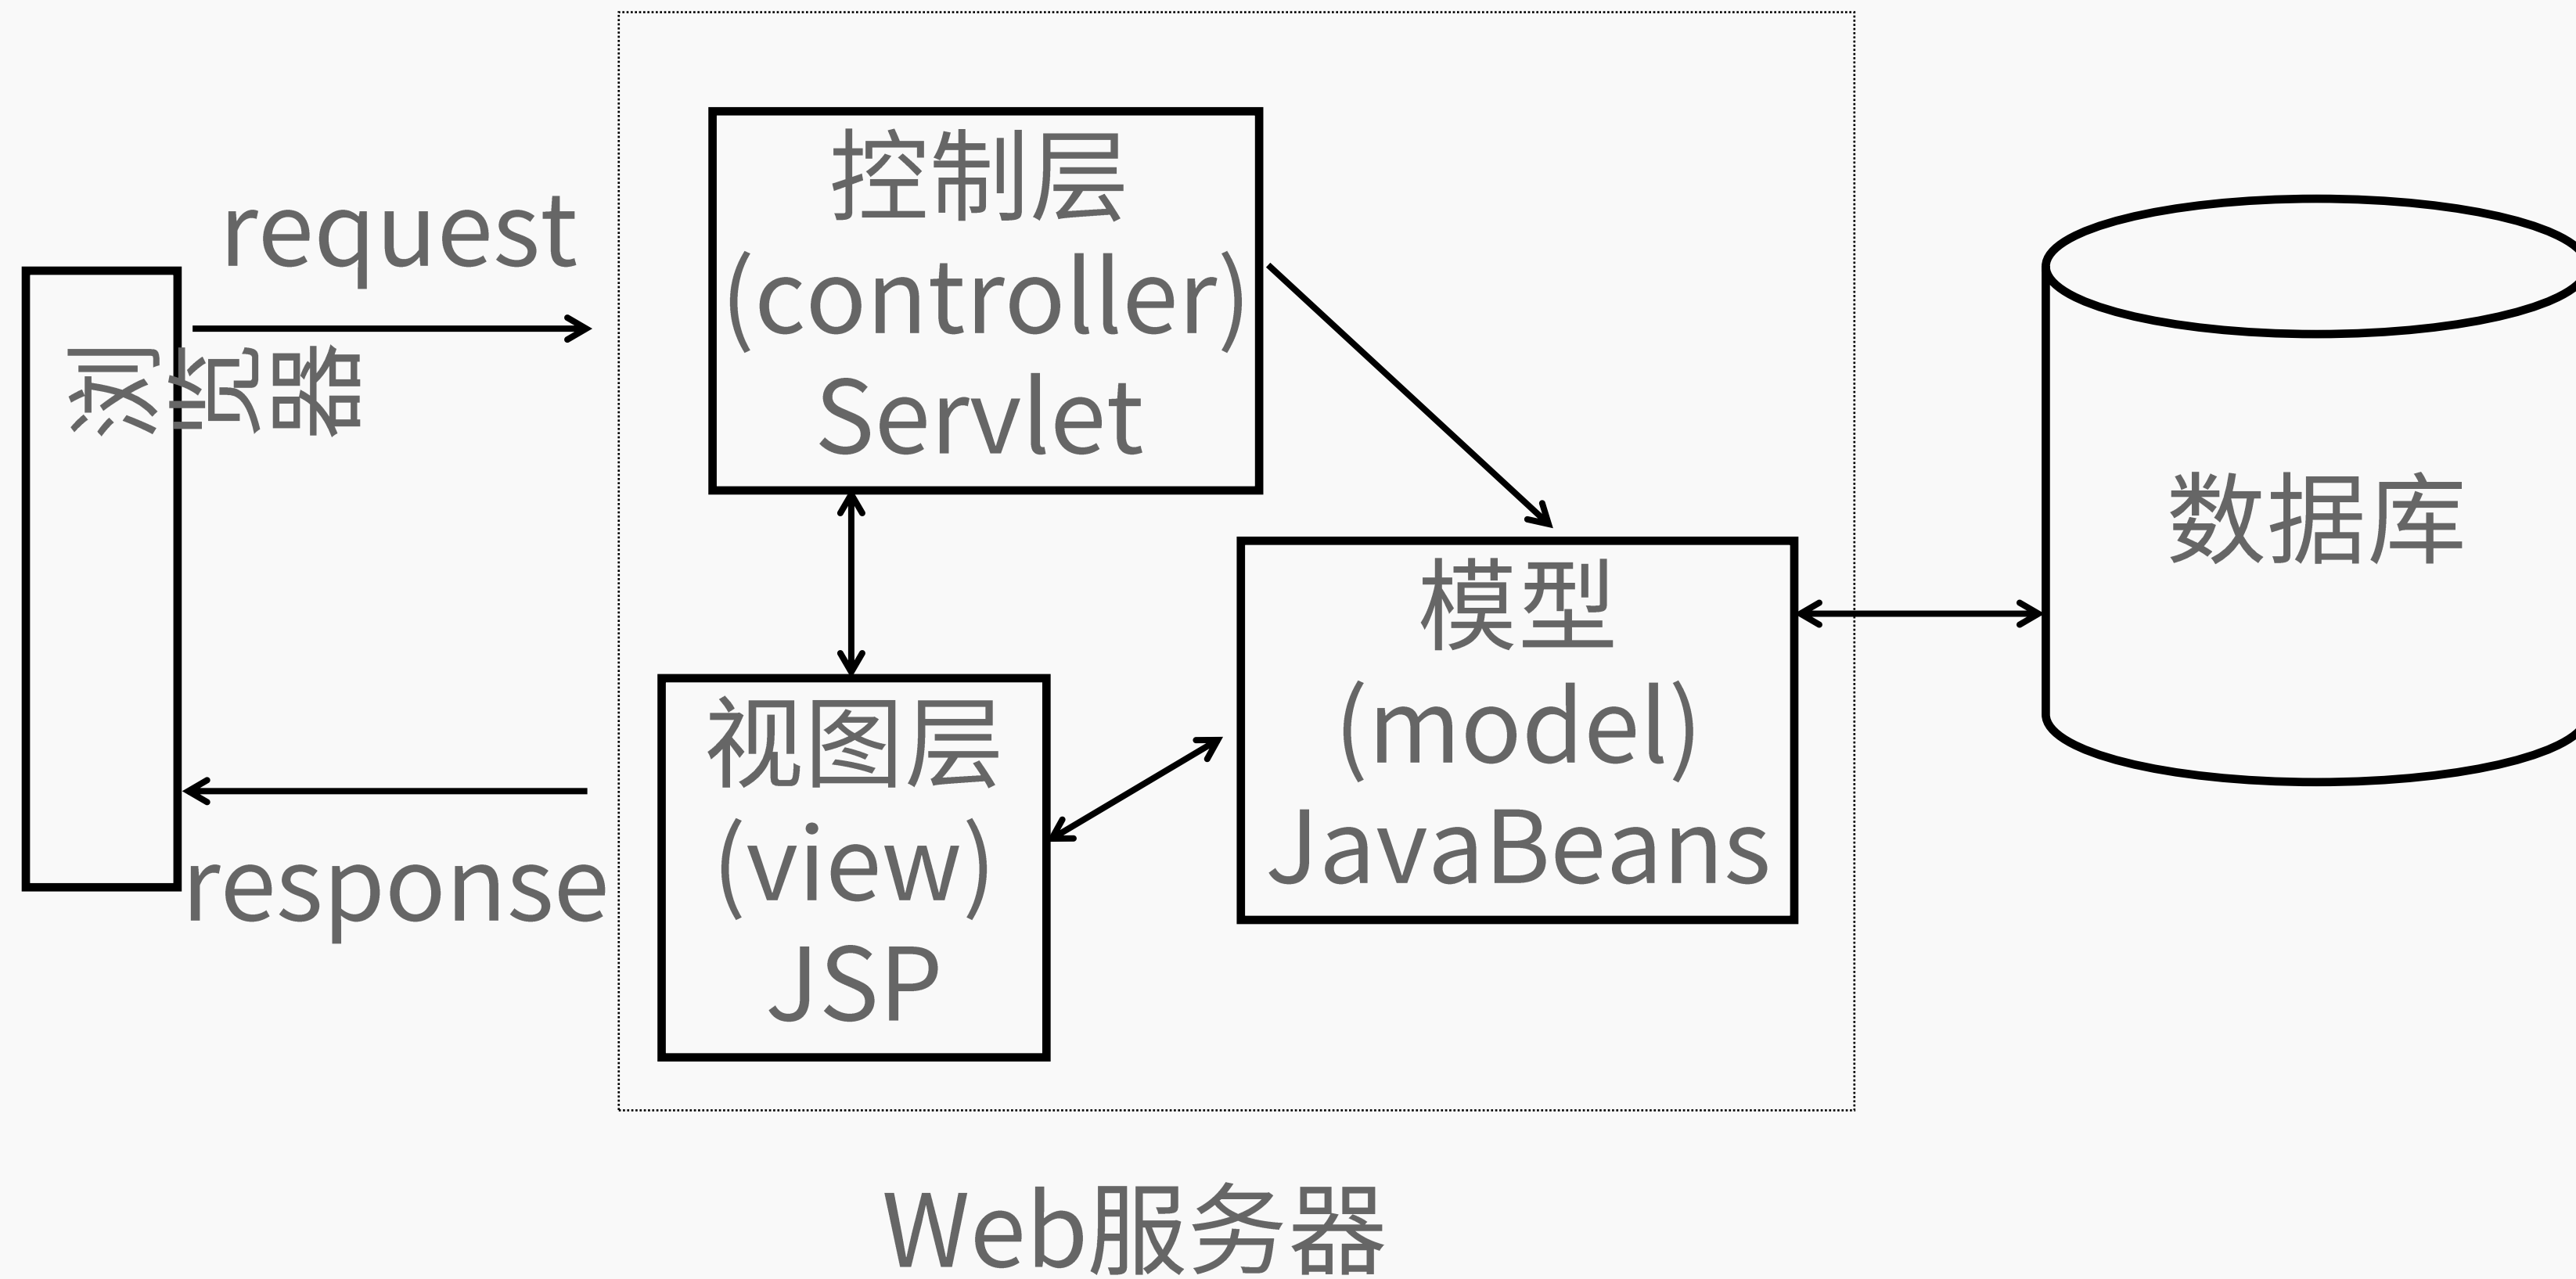 request
浏览器
response
控制层
(controller)
Servlet
视图层
(view)
JSP
模型
(model)
JavaBeans
数据库
Web服务器